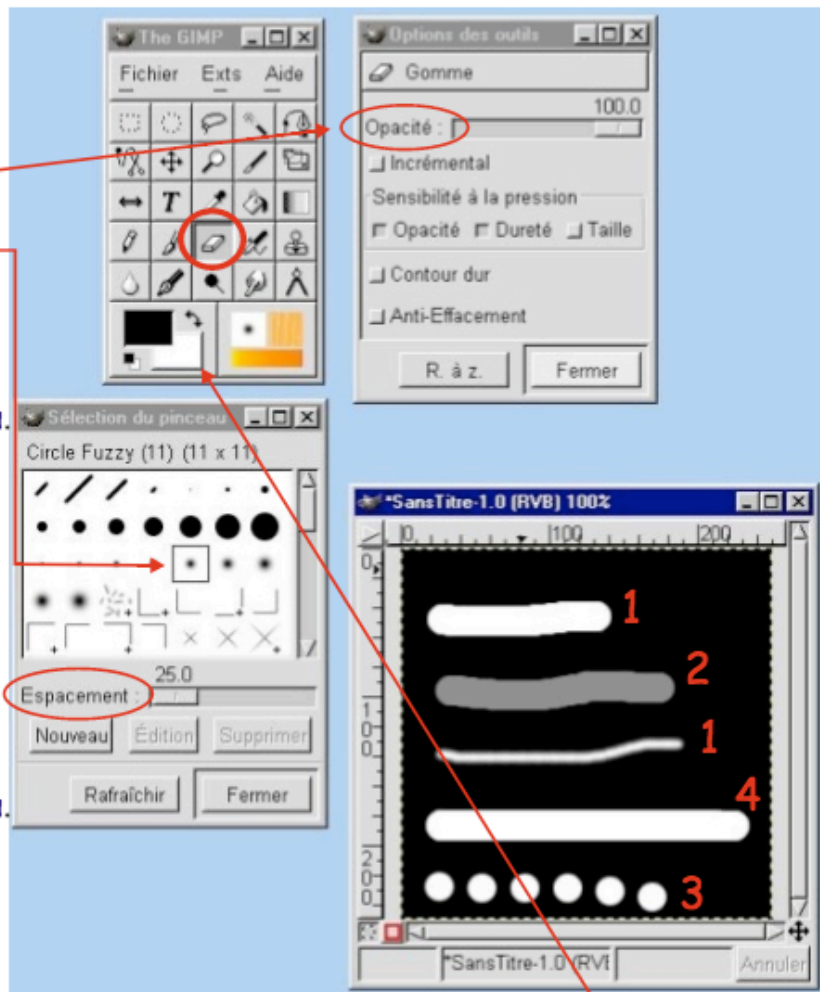 The GIMP
Fichier Exts Aide
Options des outils
Gomme
100.0
Opacité :
Incrémental
Sensibilité à la pression
Opacité Dureté Taille
Contour dur
Anti-Effacement
R. à z. Fermer
Sélection du pinceau
Circle Fuzzy (11) (11 x 11)
25.0
Espacement :
Nouveau Édition Supprimer
Rafraîchir Fermer
*SansTitre-1.0 (RVB) 100%
0 100 200
0
100
200
1
2
1
4
3
*SansTitre-1.0 (RVB
Annuler